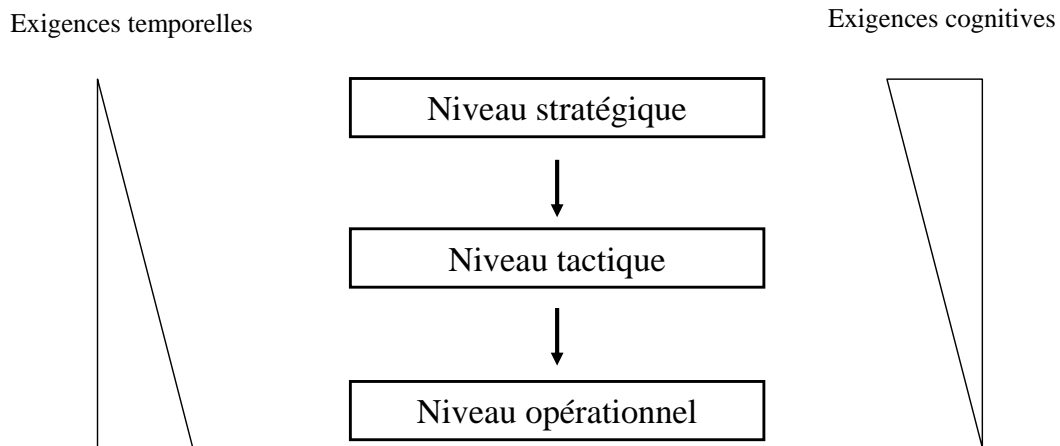 Exigences temporelles
Exigences cognitives
Niveau stratégique
Niveau tactique
Niveau opérationnel